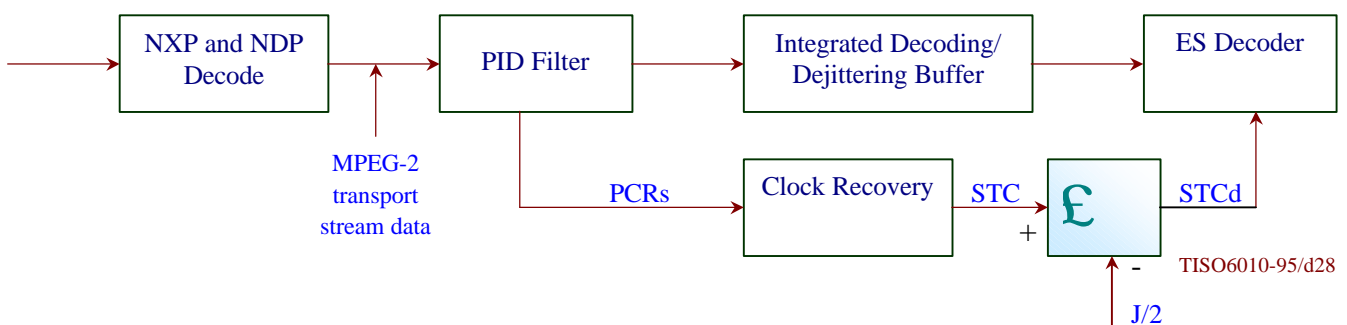 NXP and NDP
Decode
PID Filter
Integrated Decoding/
Dejittering Buffer
ES Decoder
MPEG-2
transport
stream data
PCRs
Clock Recovery
STC
+
£
STCd
-
TISO6010-95/d28
J/2